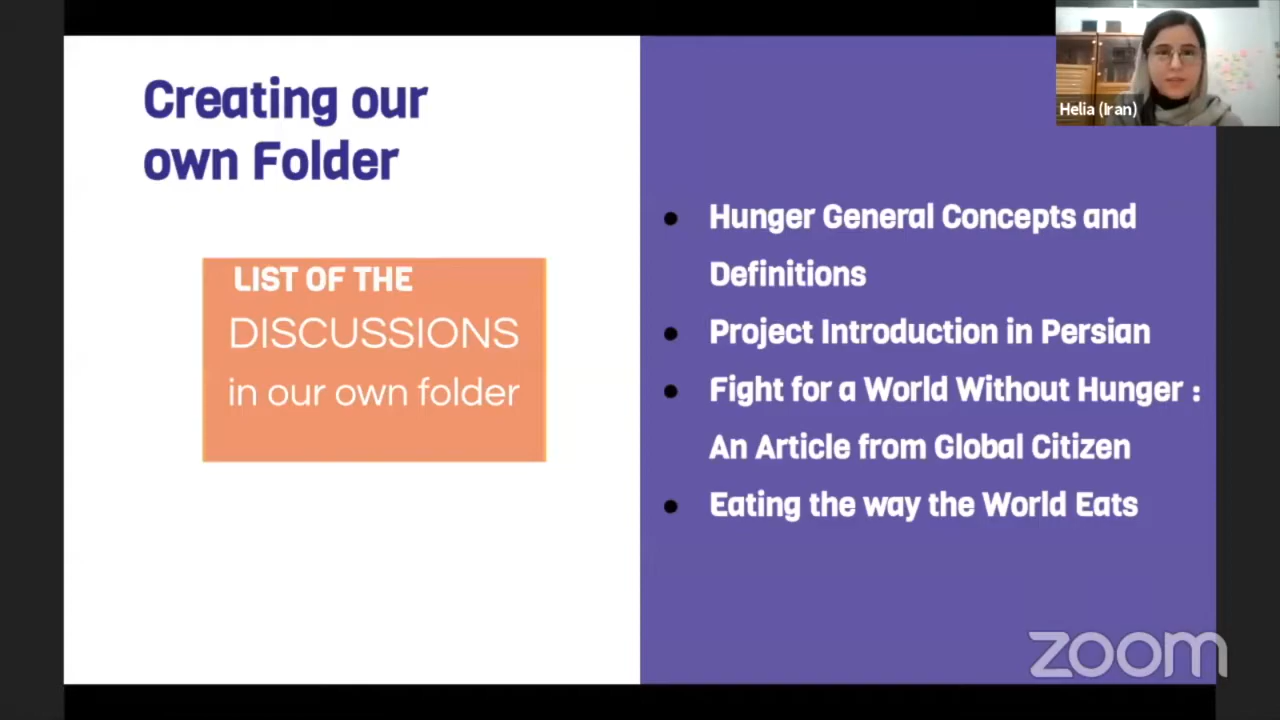 Creating our
own Folder
LIST OF THE
DISCUSSIONS
in our own folder
Helia (Iran)
• Hunger General Concepts and
Definitions
• Project Introduction in Persian
• Fight for a World Without Hunger :
An Article from Global Citizen
• Eating the way the World Eats
zoom